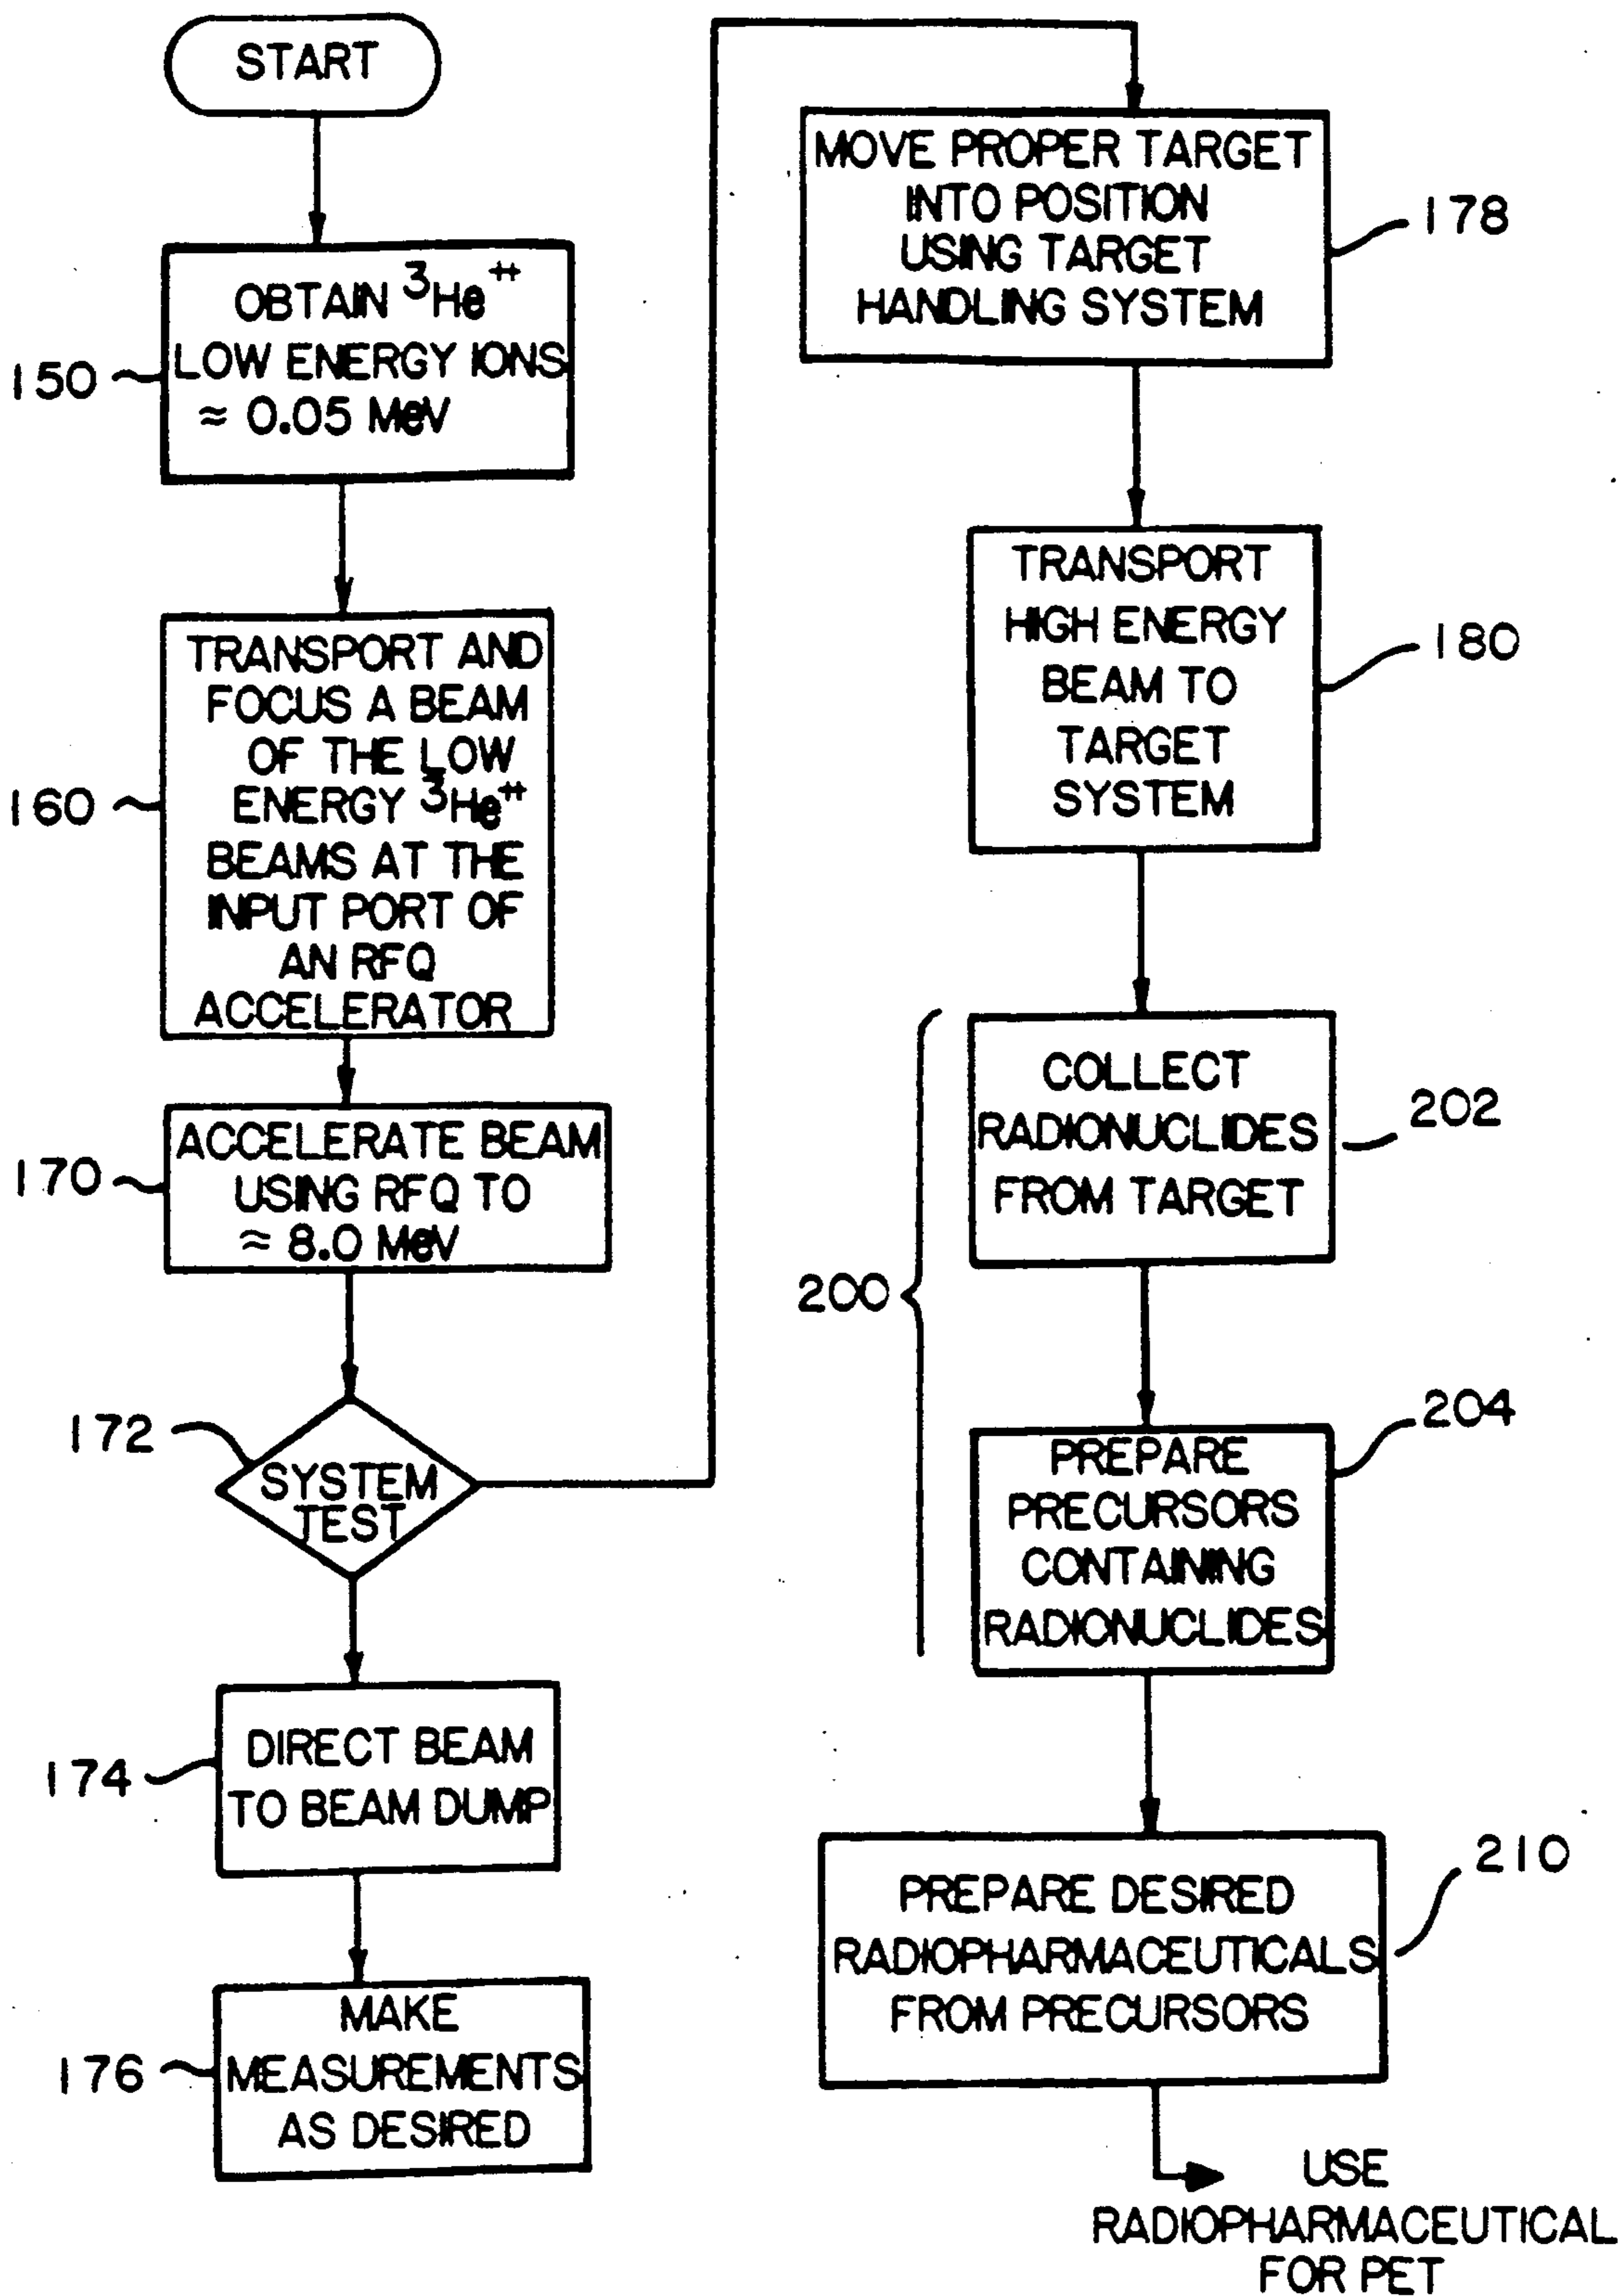 START
OBTAIN ³He⁺⁺
LOW ENERGY IONS
≈ 0.05 MeV
150
TRANSPORT AND
FOCUS A BEAM
OF THE LOW
ENERGY ³He⁺⁺
BEAMS AT THE
INPUT PORT OF
AN RFQ
ACCELERATOR
160
ACCELERATE BEAM
USING RFQ TO
≈ 8.0 MeV
170
172
SYSTEM
TEST
DIRECT BEAM
TO BEAM DUMP
174
MAKE
MEASUREMENTS
AS DESIRED
176
MOVE PROPER TARGET
INTO POSITION
USING TARGET
HANDLING SYSTEM
178
TRANSPORT
HIGH ENERGY
BEAM TO
TARGET
SYSTEM
180
COLLECT
RADIONUCLIDES
FROM TARGET
202
200
PREPARE
PRECURSORS
CONTAINING
RADIONUCLIDES
204
PREPARE DESIRED
RADIOPHARMACEUTICALS
FROM PRECURSORS
210
USE
RADIOPHARMACEUTICAL
FOR PET